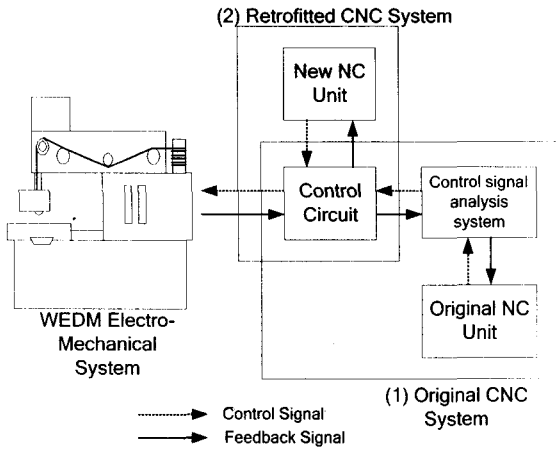 (2) Retrofitted CNC System
New NC
Unit
Control
Circuit
Control signal
analysis
system
Original NC
Unit
WEDM Electro-
Mechanical
System
(1) Original CNC
System
Control Signal
Feedback Signal